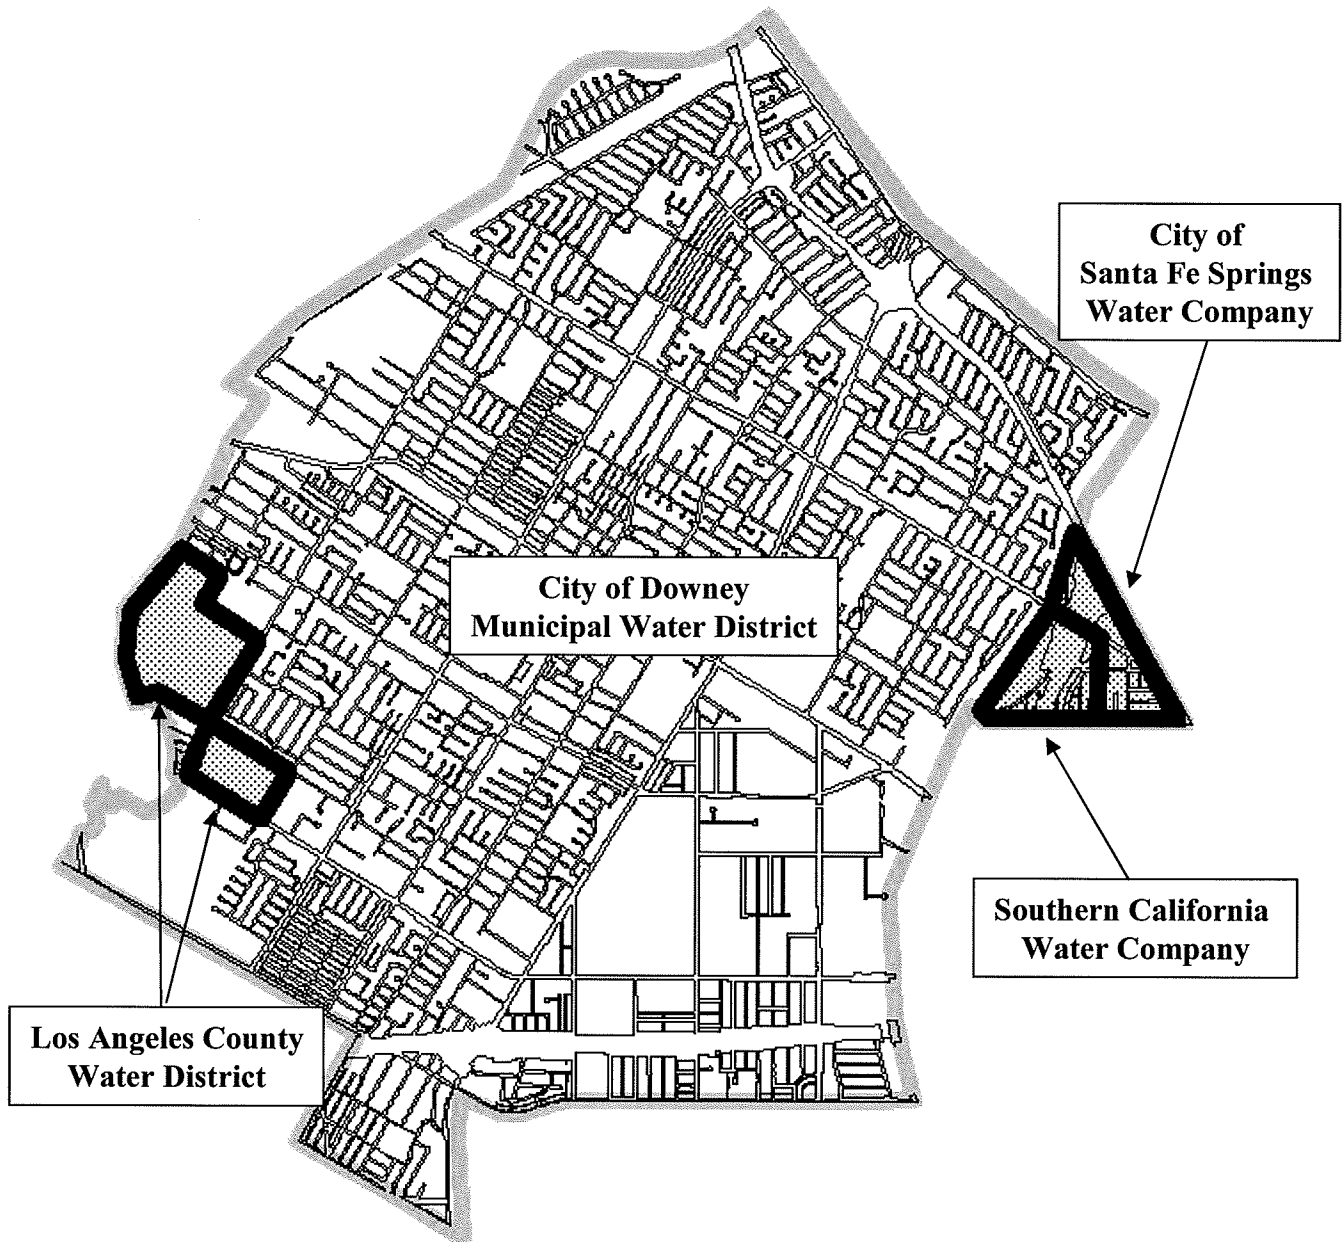 City of
Santa Fe Springs
Water Company
City of Downey
Municipal Water District
Southern California
Water Company
Los Angeles County
Water District